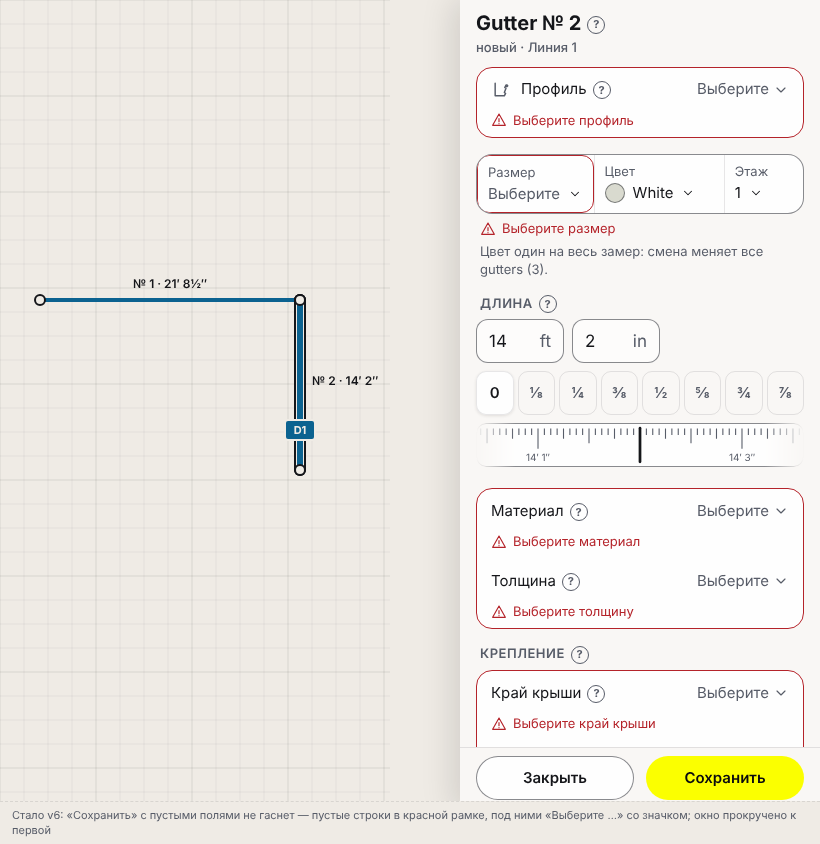 Gutter № 2 ?
новый · Линия 1
Профиль ? Выберите
Выберите профиль
Размер Цвет Этаж
Выберите White 1
Выберите размер
Цвет один на весь замер: смена меняет все
gutters (3).
№ 1 · 21′ 8½″
ДЛИНА ?
14 ft 2 in
№ 2 · 14′ 2″
0 ⅛ ¼ ⅜ ½ ⅝ ¾ ⅞
D1
14′ 1″ 14′ 3″
Материал ? Выберите
Выберите материал
Толщина ? Выберите
Выберите толщину
КРЕПЛЕНИЕ ?
Край крыши ? Выберите
Выберите край крыши
Закрыть Сохранить
Стало v6: «Сохранить» с пустыми полями не гаснет — пустые строки в красной рамке, под ними «Выберите ...» со значком; окно прокручено к
первой